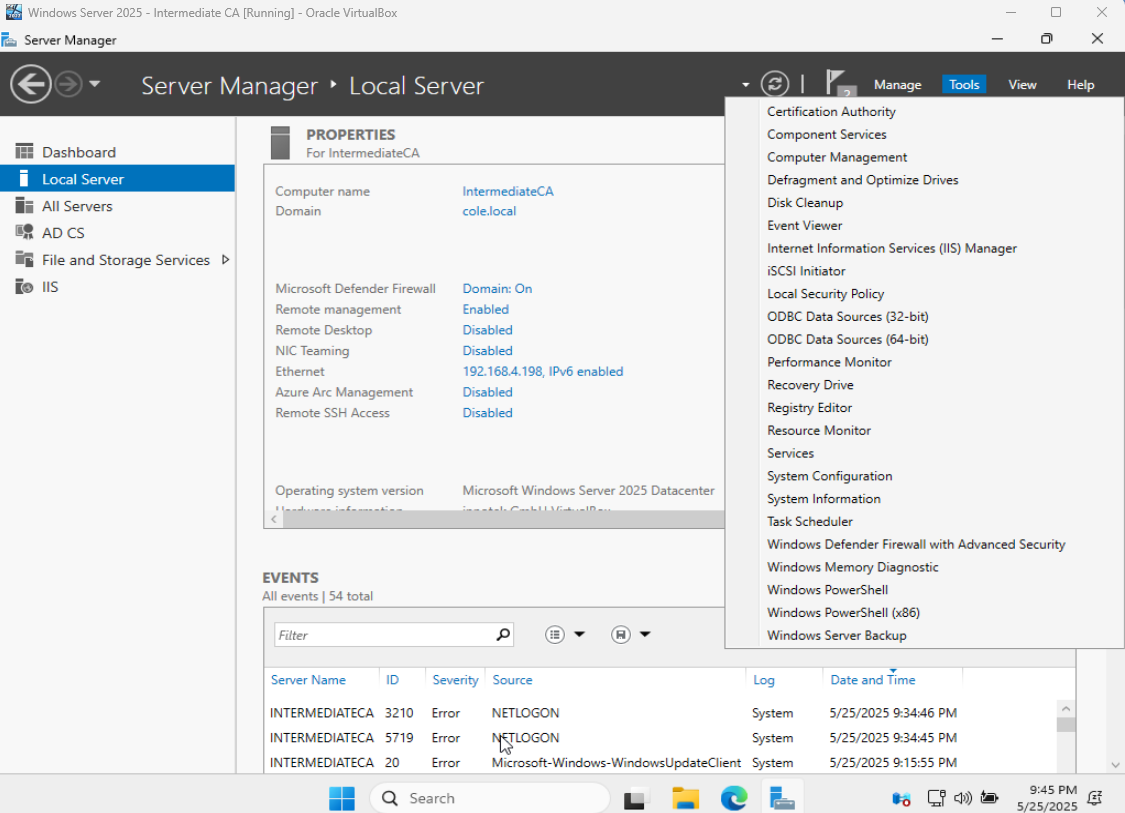 Windows Server 2025 - Intermediate CA [Running] - Oracle VirtualBox
Server Manager
Server Manager ‣ Local Server
Manage Tools View Help
Dashboard
Local Server
All Servers
AD CS
File and Storage Services
IIS
PROPERTIES
For IntermediateCA
Computer name IntermediateCA
Domain cole.local
Microsoft Defender Firewall Domain: On
Remote management Enabled
Remote Desktop Disabled
NIC Teaming Disabled
Ethernet 192.168.4.198, IPv6 enabled
Azure Arc Management Disabled
Remote SSH Access Disabled
Operating system version Microsoft Windows Server 2025 Datacenter
Hardware information innotek GmbH VirtualBox
Certification Authority
Component Services
Computer Management
Defragment and Optimize Drives
Disk Cleanup
Event Viewer
Internet Information Services (IIS) Manager
iSCSI Initiator
Local Security Policy
ODBC Data Sources (32-bit)
ODBC Data Sources (64-bit)
Performance Monitor
Recovery Drive
Registry Editor
Resource Monitor
Services
System Configuration
System Information
Task Scheduler
Windows Defender Firewall with Advanced Security
Windows Memory Diagnostic
Windows PowerShell
Windows PowerShell (x86)
Windows Server Backup
EVENTS
All events | 54 total
Filter
Server Name ID Severity Source Log Date and Time
INTERMEDIATECA 3210 Error NETLOGON System 5/25/2025 9:34:46 PM
INTERMEDIATECA 5719 Error NETLOGON System 5/25/2025 9:34:45 PM
INTERMEDIATECA 20 Error Microsoft-Windows-WindowsUpdateClient System 5/25/2025 9:15:55 PM
Search
9:45 PM
5/25/2025